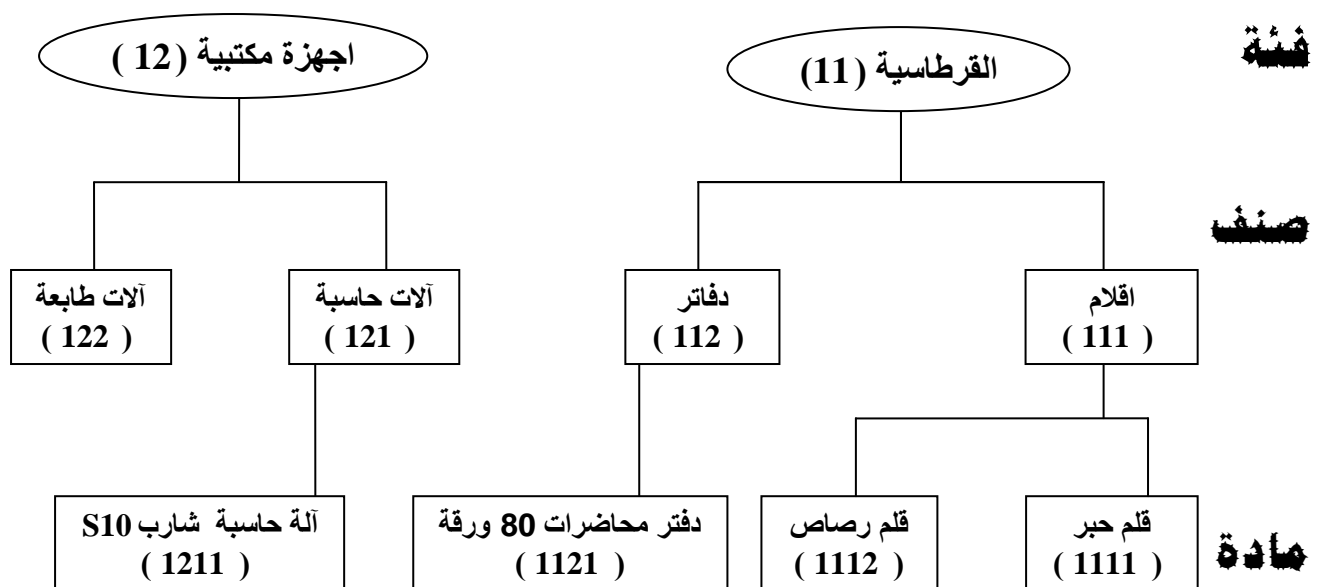 فئة
القرطاسية (11)
اجهزة مكتبية (12 )
صنف
اقلام
( 111 )
دفاتر
( 112 )
آلات حاسبة
( 121 )
آلات طابعة
( 122 )
مادة
قلم حبر
( 1111 )
قلم رصاص
( 1112 )
دفتر محاضرات 80 ورقة
( 1121 )
آلة حاسبة شارب S10
( 1211 )